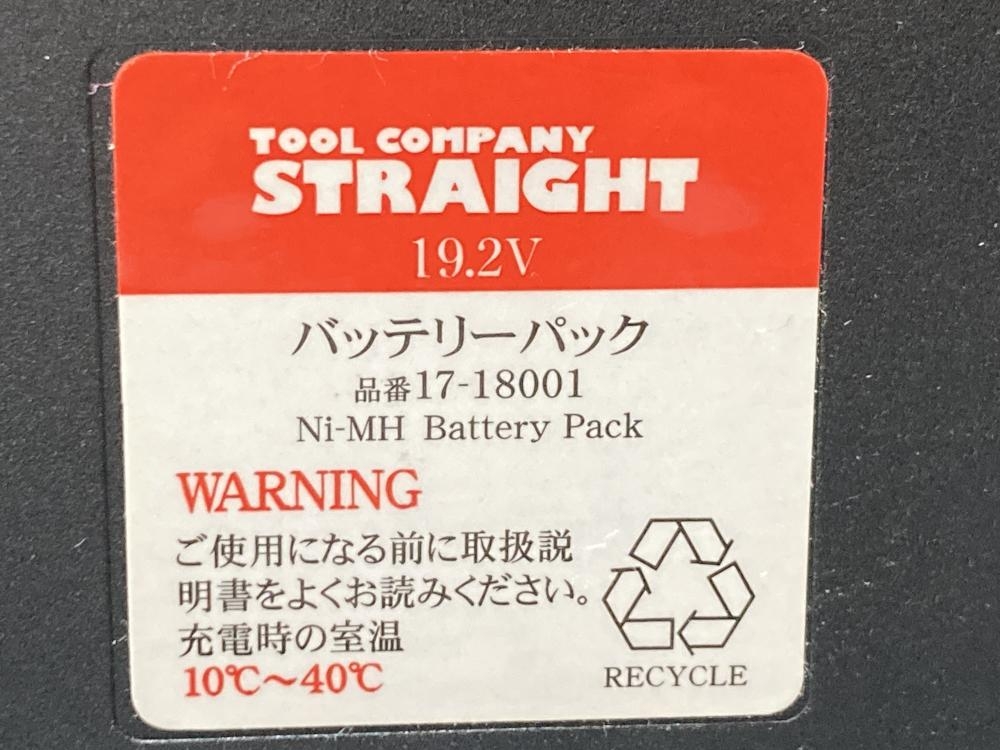 TOOL COMPANY
STRAIGHT
19.2V
バッテリーパック
品番17-18001
Ni-MH Battery Pack
WARNING
ご使用になる前に取扱説
明書をよくお読みください。
充電時の室温
10℃〜40℃
RECYCLE